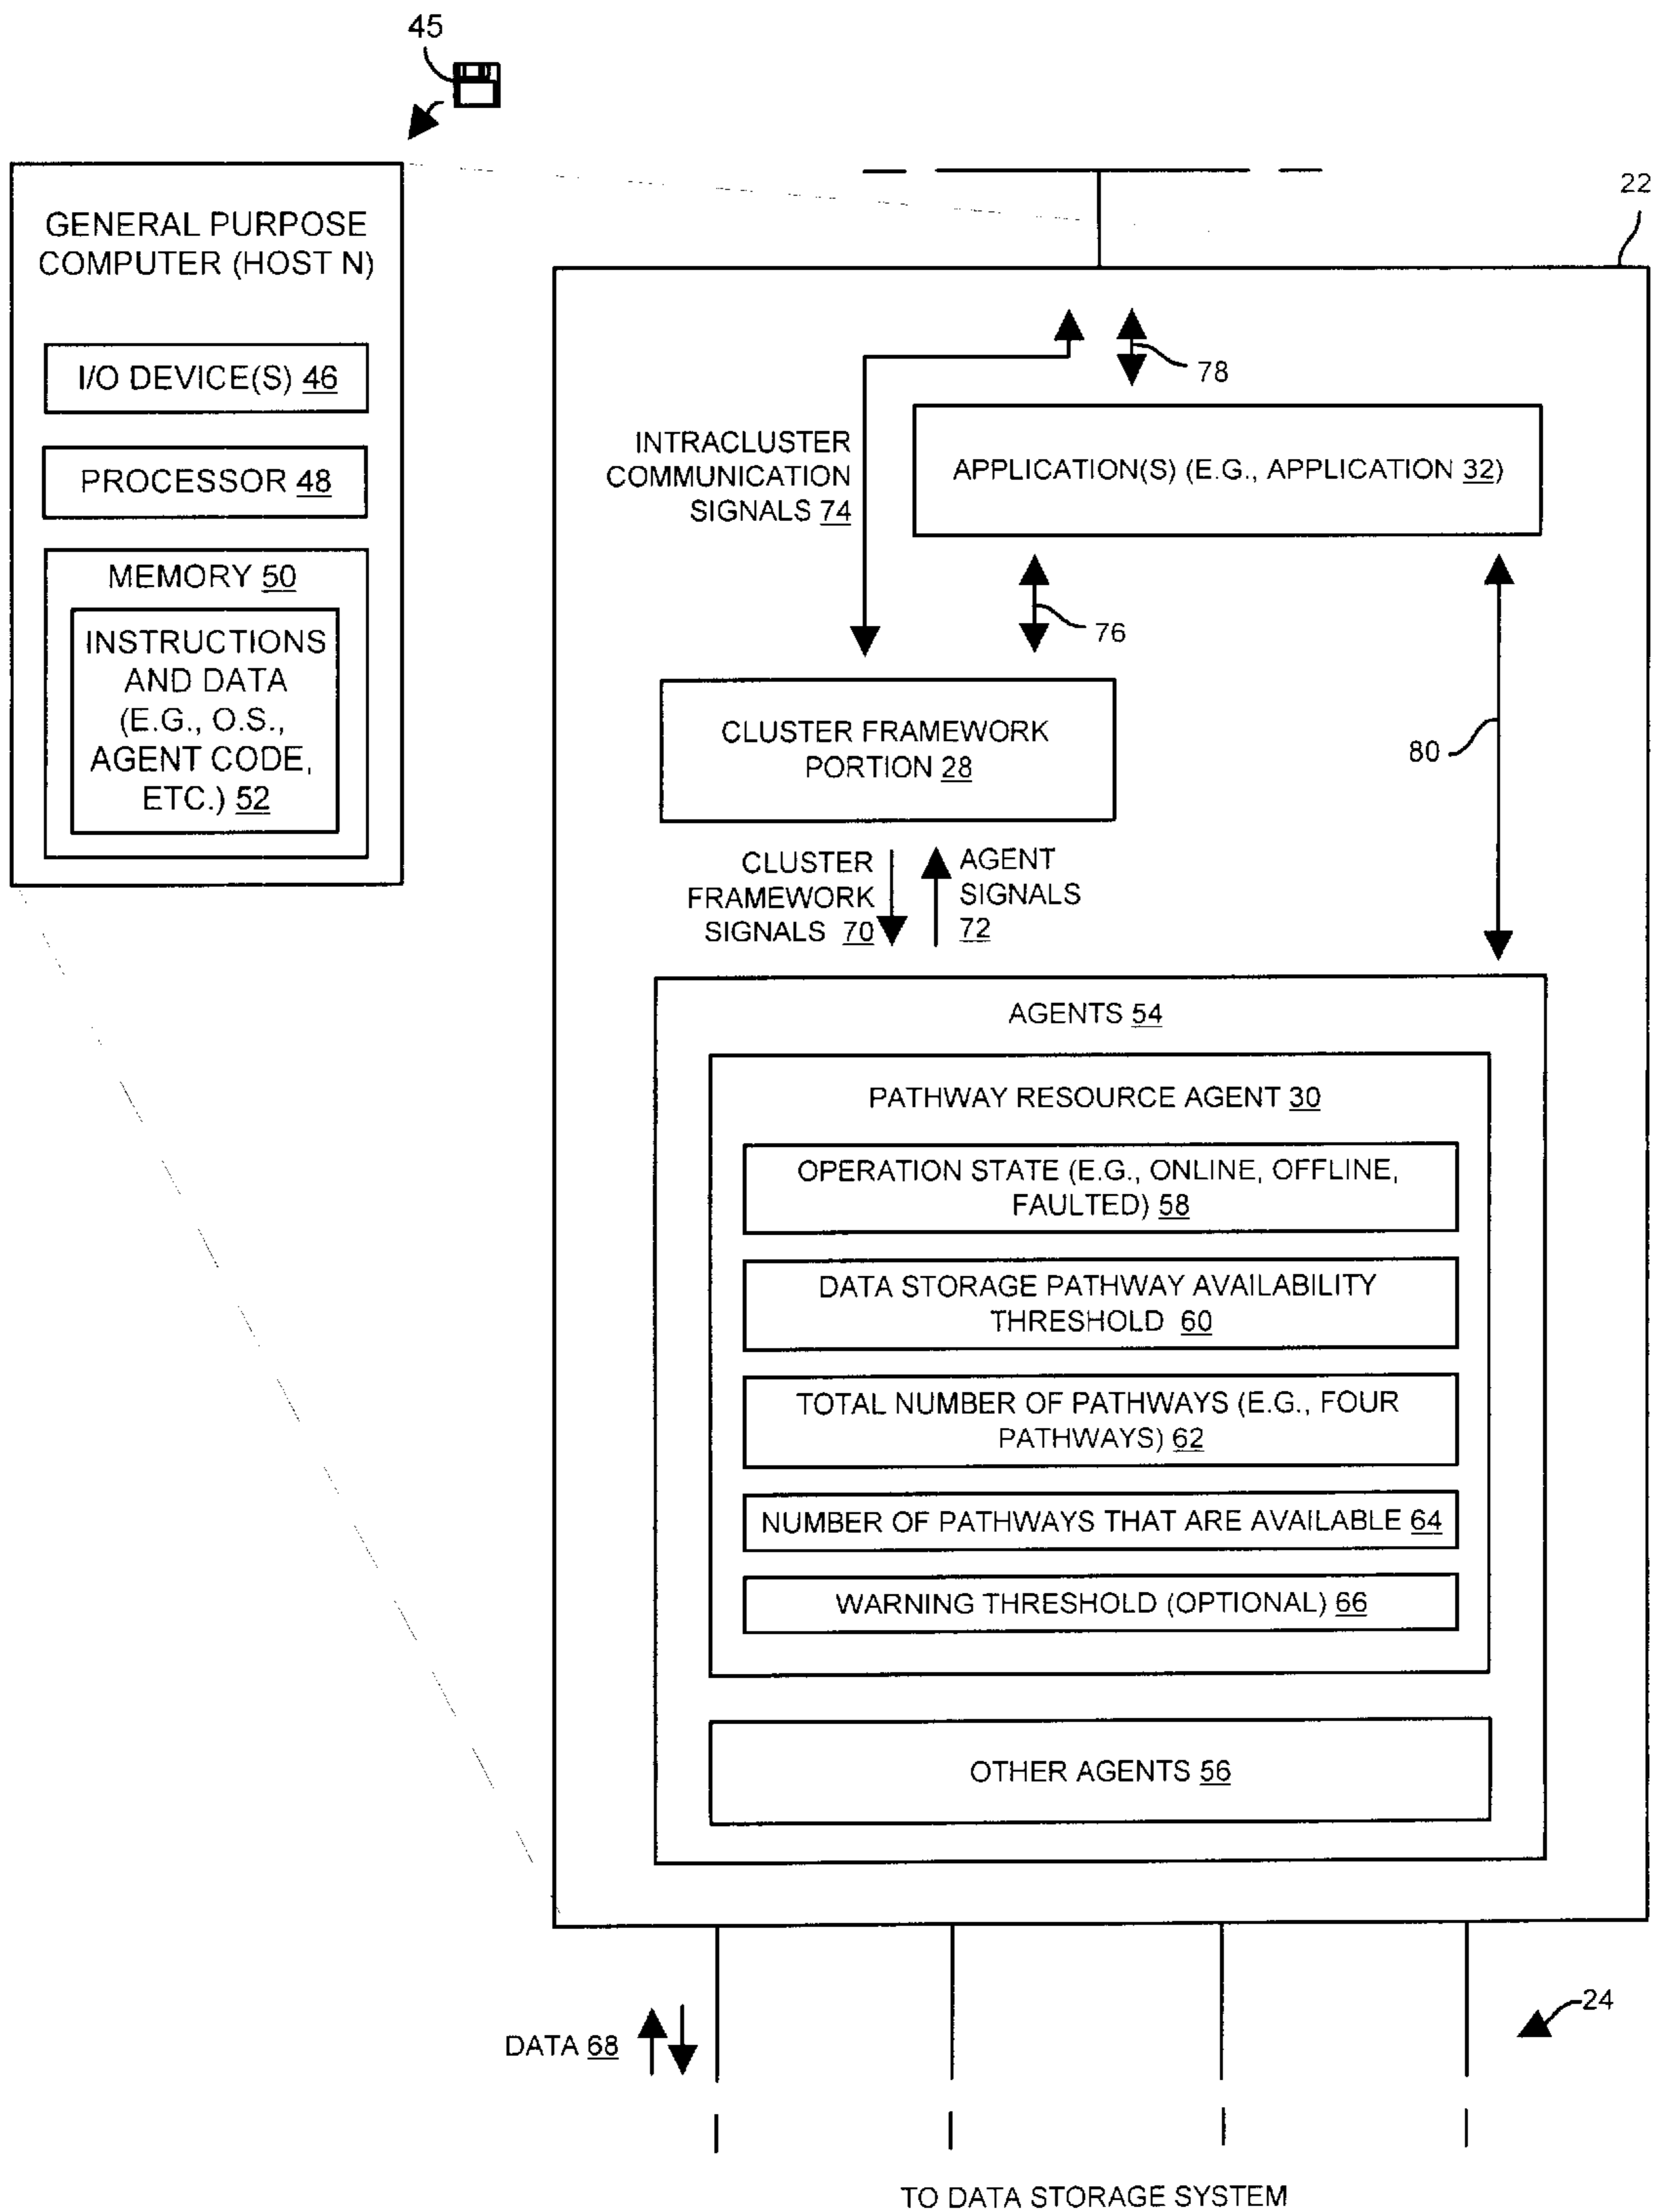 45
GENERAL PURPOSE
COMPUTER (HOST N)
I/O DEVICE(S) 46
PROCESSOR 48
MEMORY 50
INSTRUCTIONS
AND DATA
(E.G., O.S.,
AGENT CODE,
ETC.) 52
22
78
INTRACLUSTER
COMMUNICATION
SIGNALS 74
APPLICATION(S) (E.G., APPLICATION 32)
76
CLUSTER FRAMEWORK
PORTION 28
80
CLUSTER
FRAMEWORK
SIGNALS 70
AGENT
SIGNALS
72
AGENTS 54
PATHWAY RESOURCE AGENT 30
OPERATION STATE (E.G., ONLINE, OFFLINE,
FAULTED) 58
DATA STORAGE PATHWAY AVAILABILITY
THRESHOLD 60
TOTAL NUMBER OF PATHWAYS (E.G., FOUR
PATHWAYS) 62
NUMBER OF PATHWAYS THAT ARE AVAILABLE 64
WARNING THRESHOLD (OPTIONAL) 66
OTHER AGENTS 56
24
DATA 68
TO DATA STORAGE SYSTEM